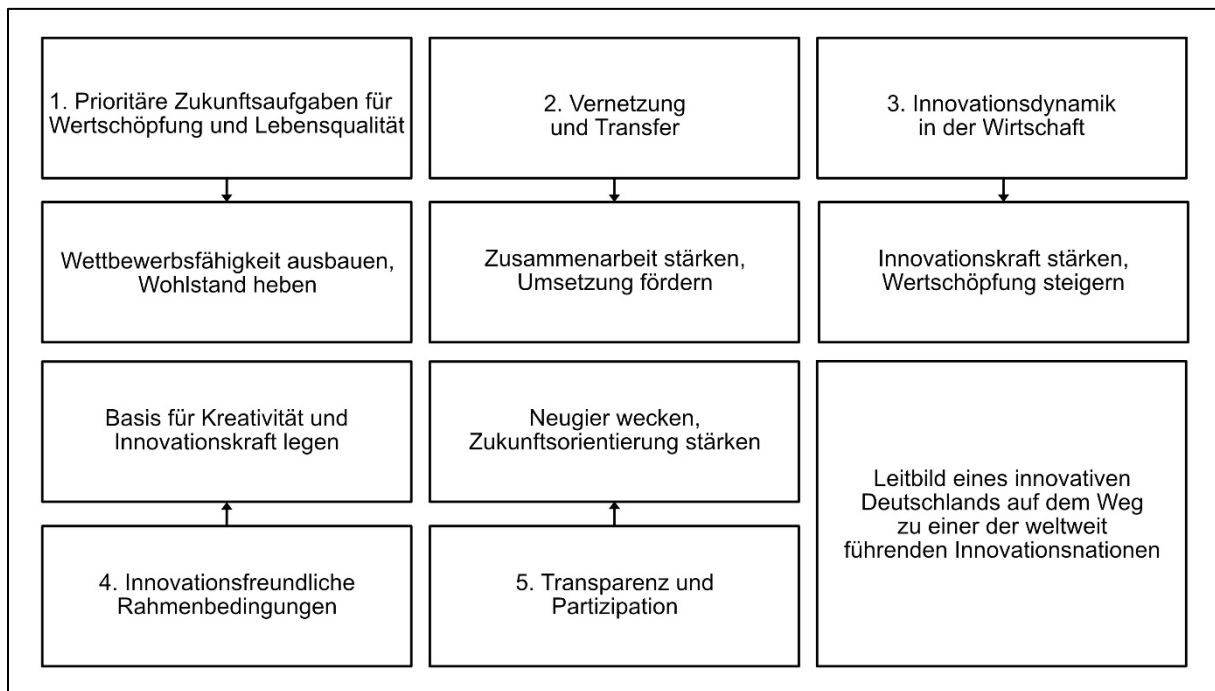 1. Prioritäre Zukunftsaufgaben für
Wertschöpfung und Lebensqualität
2. Vernetzung
und Transfer
3. Innovationsdynamik
in der Wirtschaft
Wettbewerbsfähigkeit ausbauen,
Wohlstand heben
Zusammenarbeit stärken,
Umsetzung fördern
Innovationskraft stärken,
Wertschöpfung steigern
Basis für Kreativität und
Innovationskraft legen
Neugier wecken,
Zukunftsorientierung stärken
Leitbild eines innovativen
Deutschlands auf dem Weg
zu einer der weltweit
führenden Innovationsnationen
4. Innovationsfreundliche
Rahmenbedingungen
5. Transparenz und
Partizipation